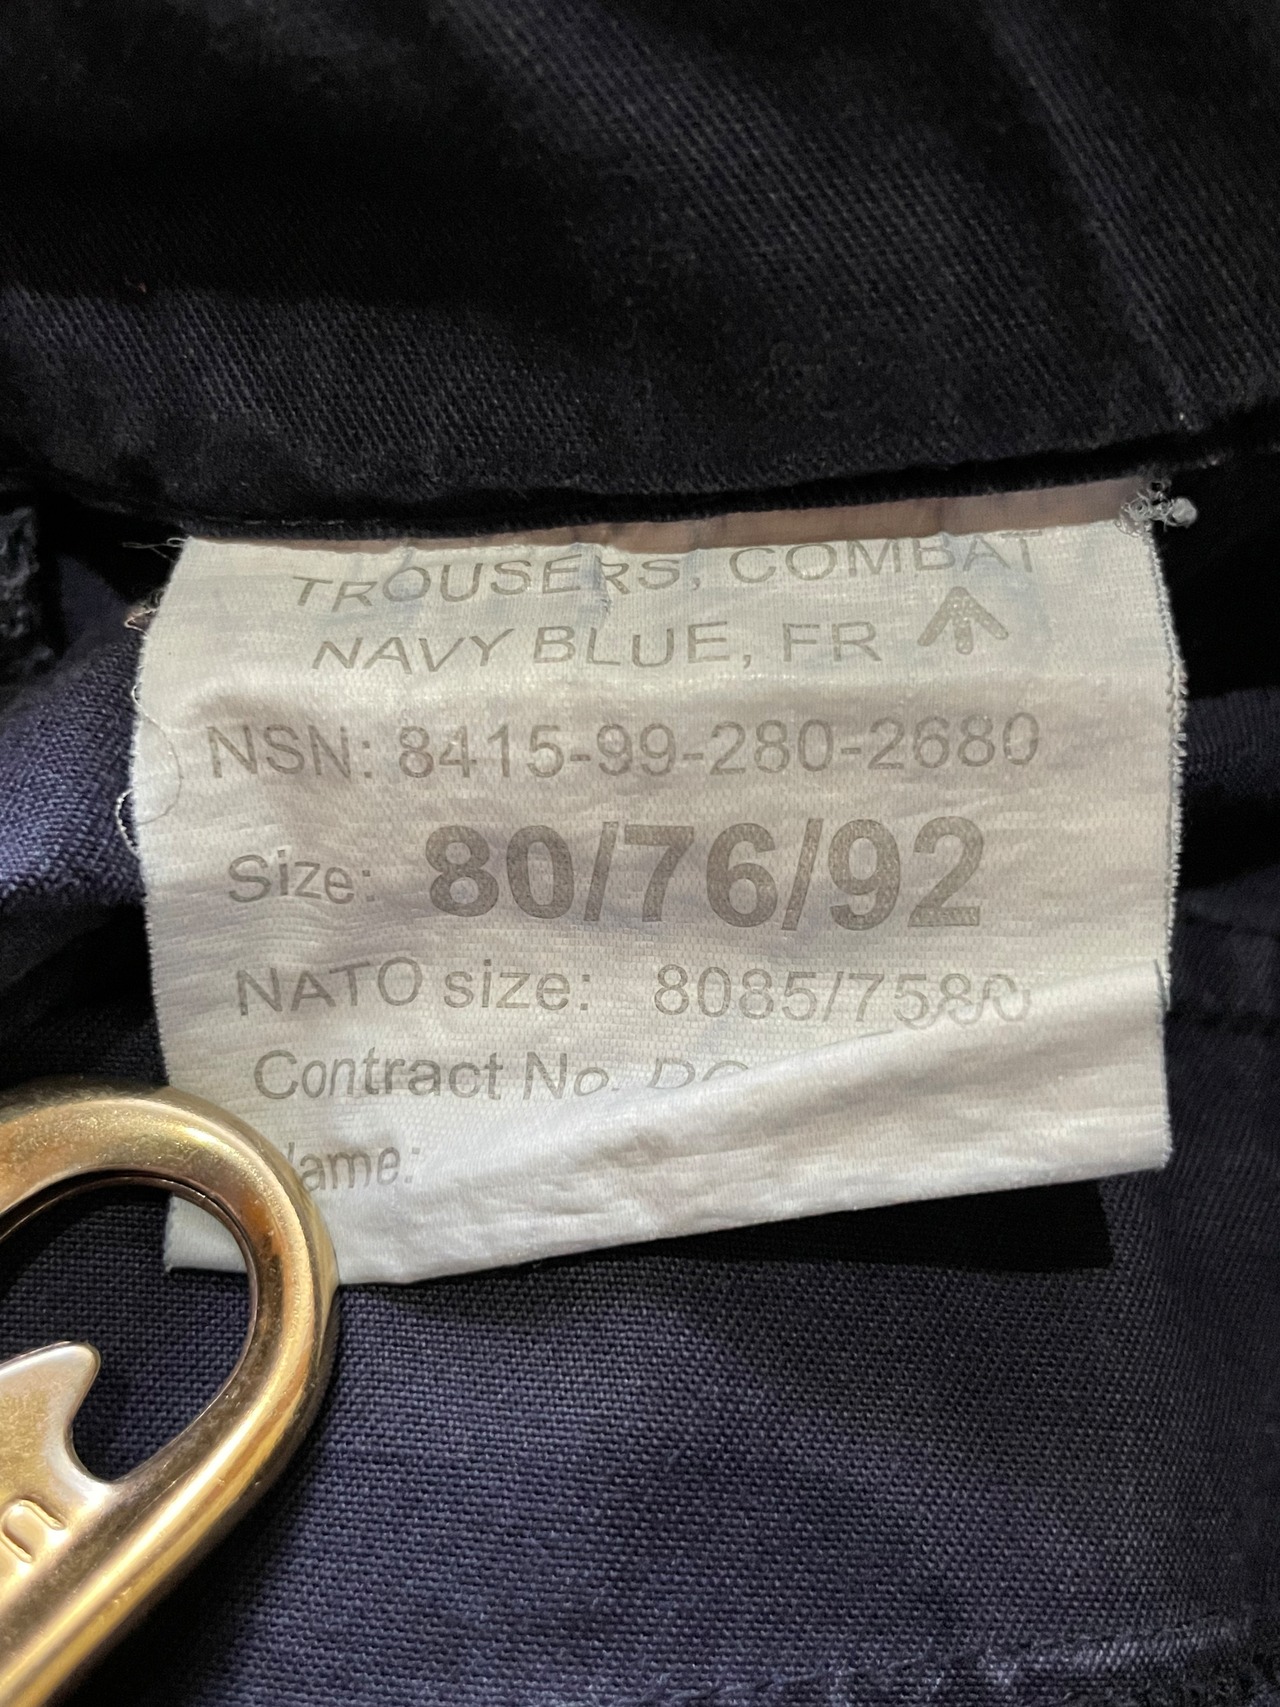 TROUSERS, COMBAT
NAVY BLUE, FR
NSN: 8415-99-280-2680
Size: 80/76/92
NATO size: 8085/7580
Contract No.